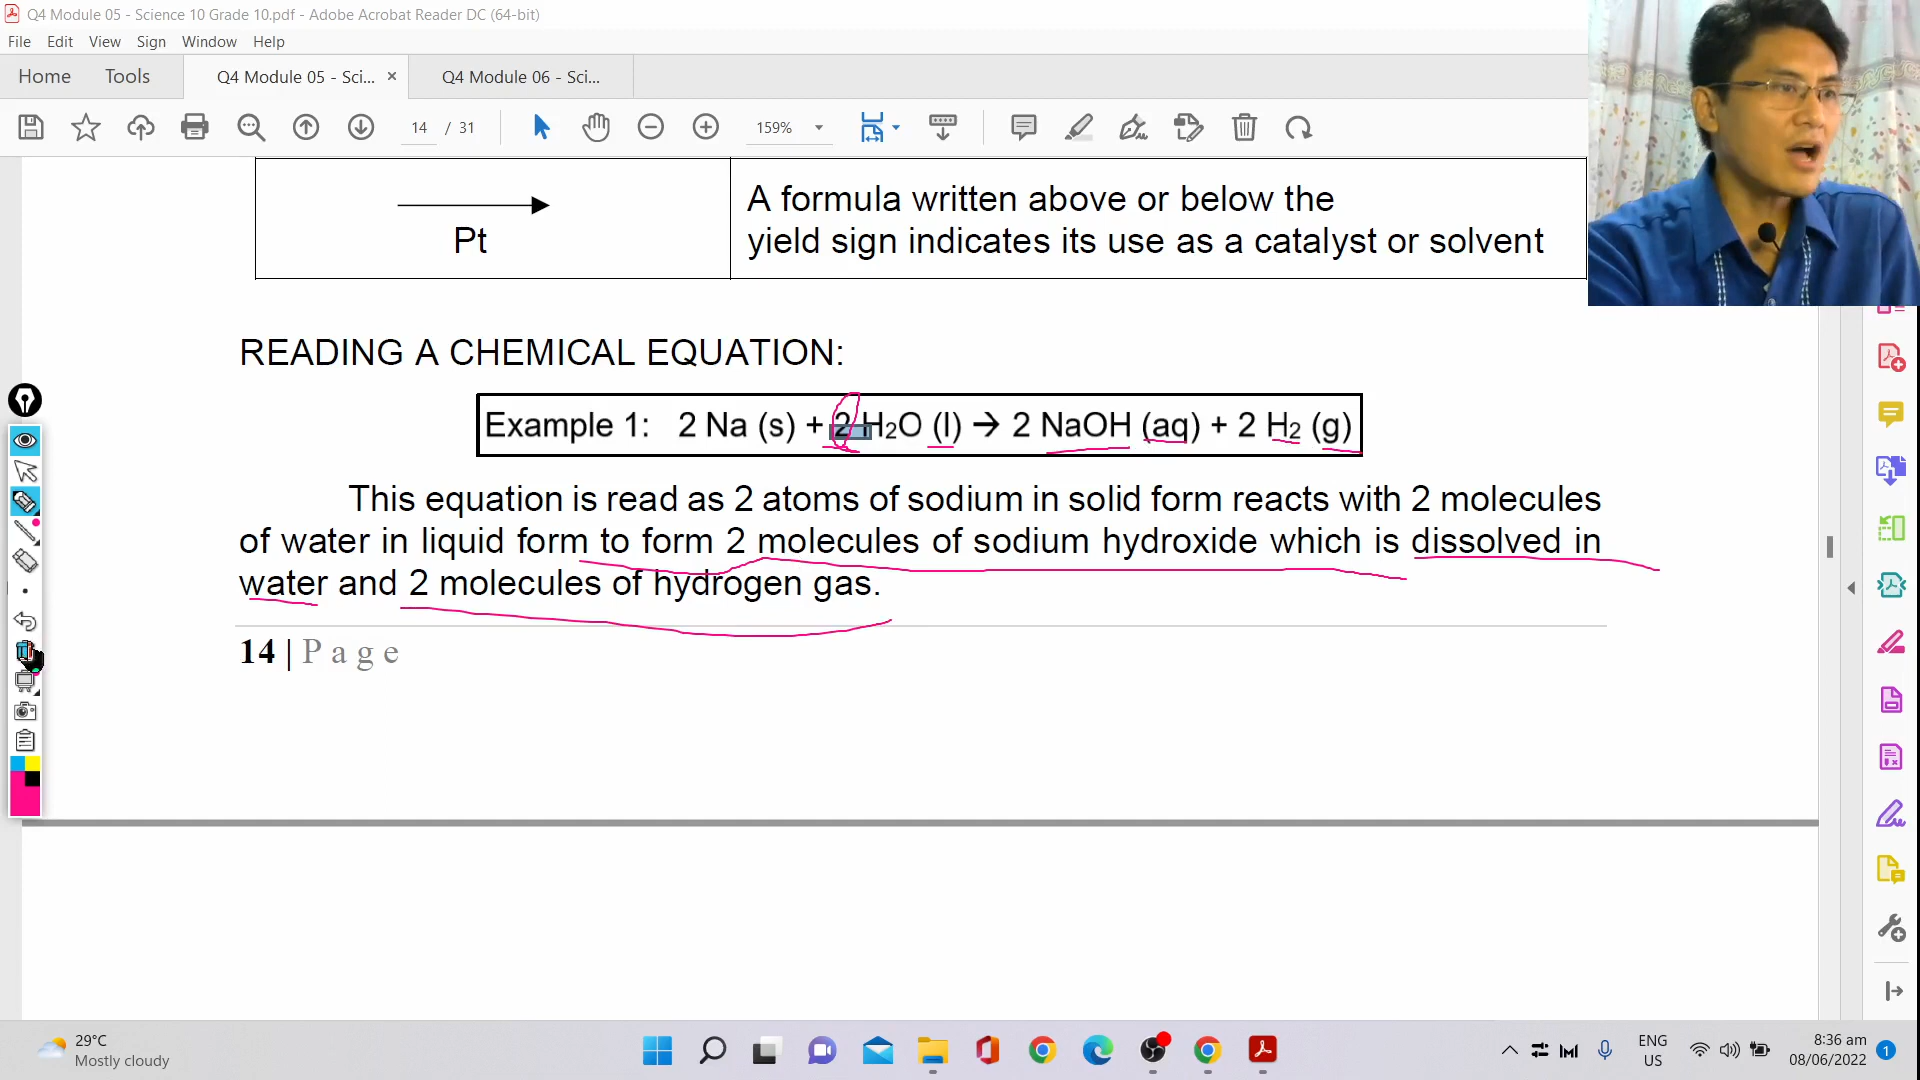 Q4 Module 05 - Science 10 Grade 10.pdf - Adobe Acrobat Reader DC (64-bit)
File Edit View Sign Window Help
Home Tools Q4 Module 05 - Sci... × Q4 Module 06 - Sci...
14 / 31 159%
Pt
A formula written above or below the
yield sign indicates its use as a catalyst or solvent
READING A CHEMICAL EQUATION:
Example 1: 2 Na (s) + 2 H₂O (l) → 2 NaOH (aq) + 2 H₂ (g)
This equation is read as 2 atoms of sodium in solid form reacts with 2 molecules
of water in liquid form to form 2 molecules of sodium hydroxide which is dissolved in
water and 2 molecules of hydrogen gas.
14 | Page
29°C
Mostly cloudy
ENG
US
8:36 am
08/06/2022
1